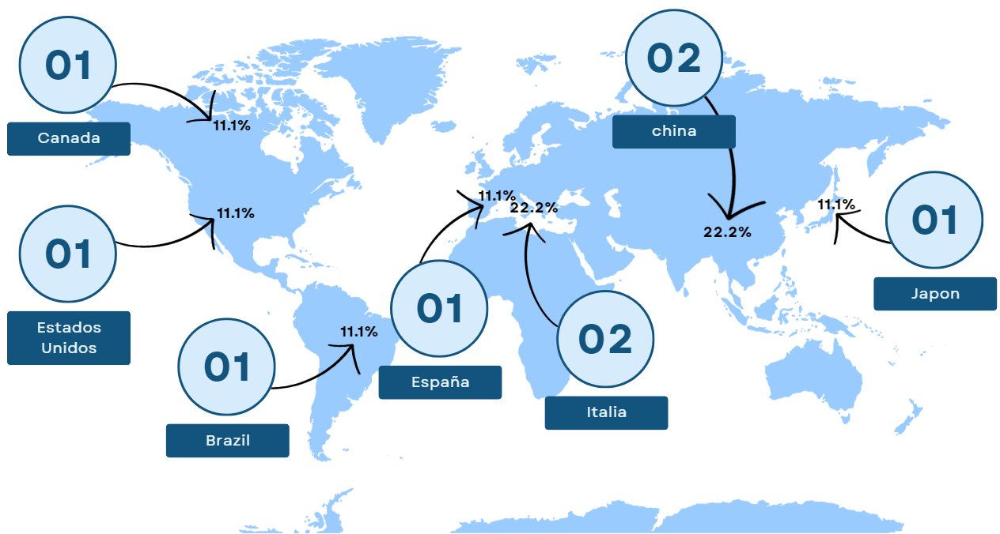 01
Canada
11.1%
02
china
22.2%
01
Estados
Unidos
11.1%
01
Brazil
11.1%
01
España
11.1%
02
Italia
22.2%
01
Japon
11.1%